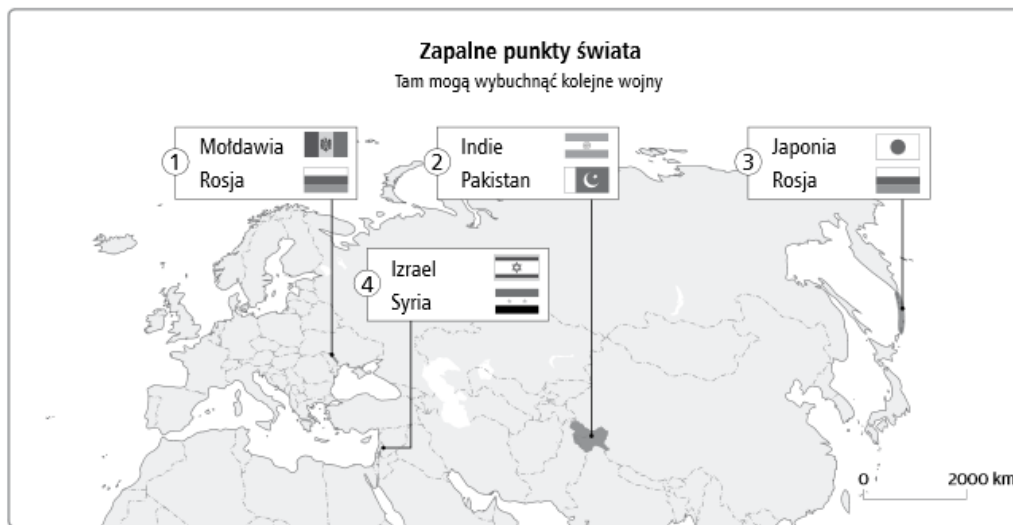 Zapalne punkty świata
Tam mogą wybuchnąć kolejne wojny
1
Mołdawia
Rosja
2
Indie
Pakistan
3
Japonia
Rosja
4
Izrael
Syria
0 2000 km